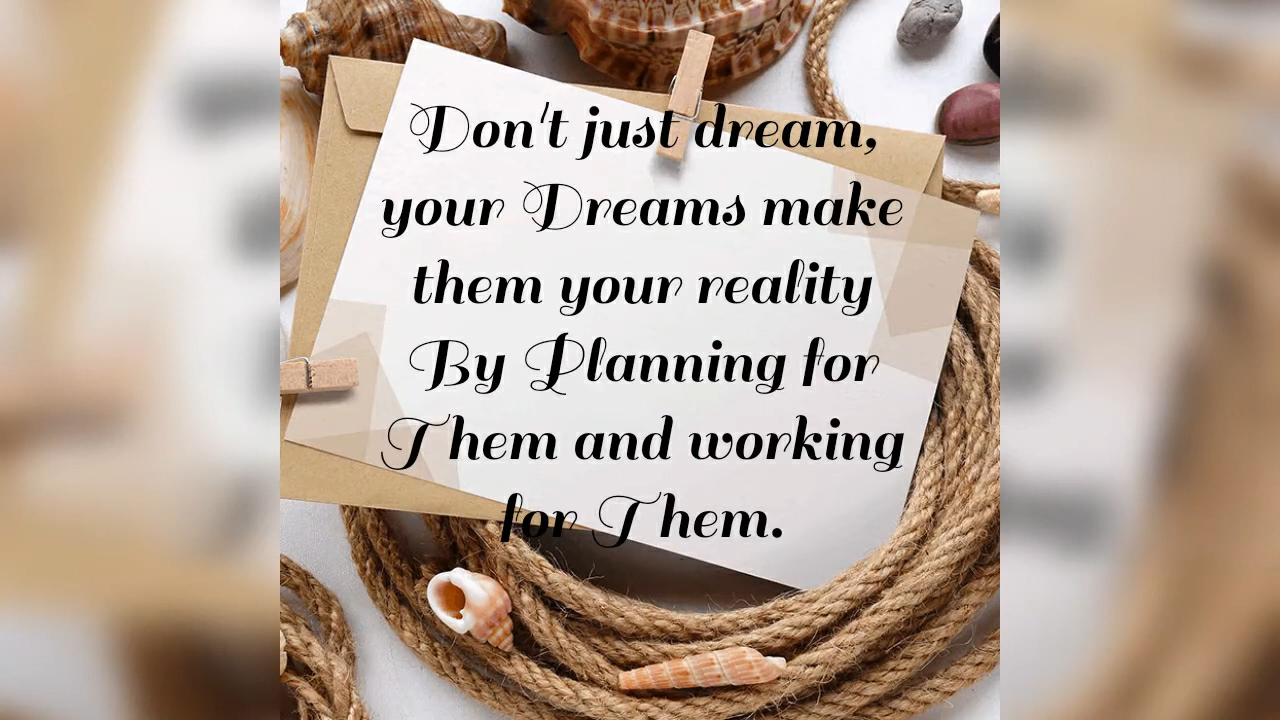 Don't just dream,
your Dreams make
them your reality
By Planning for
Them and working
for Them.